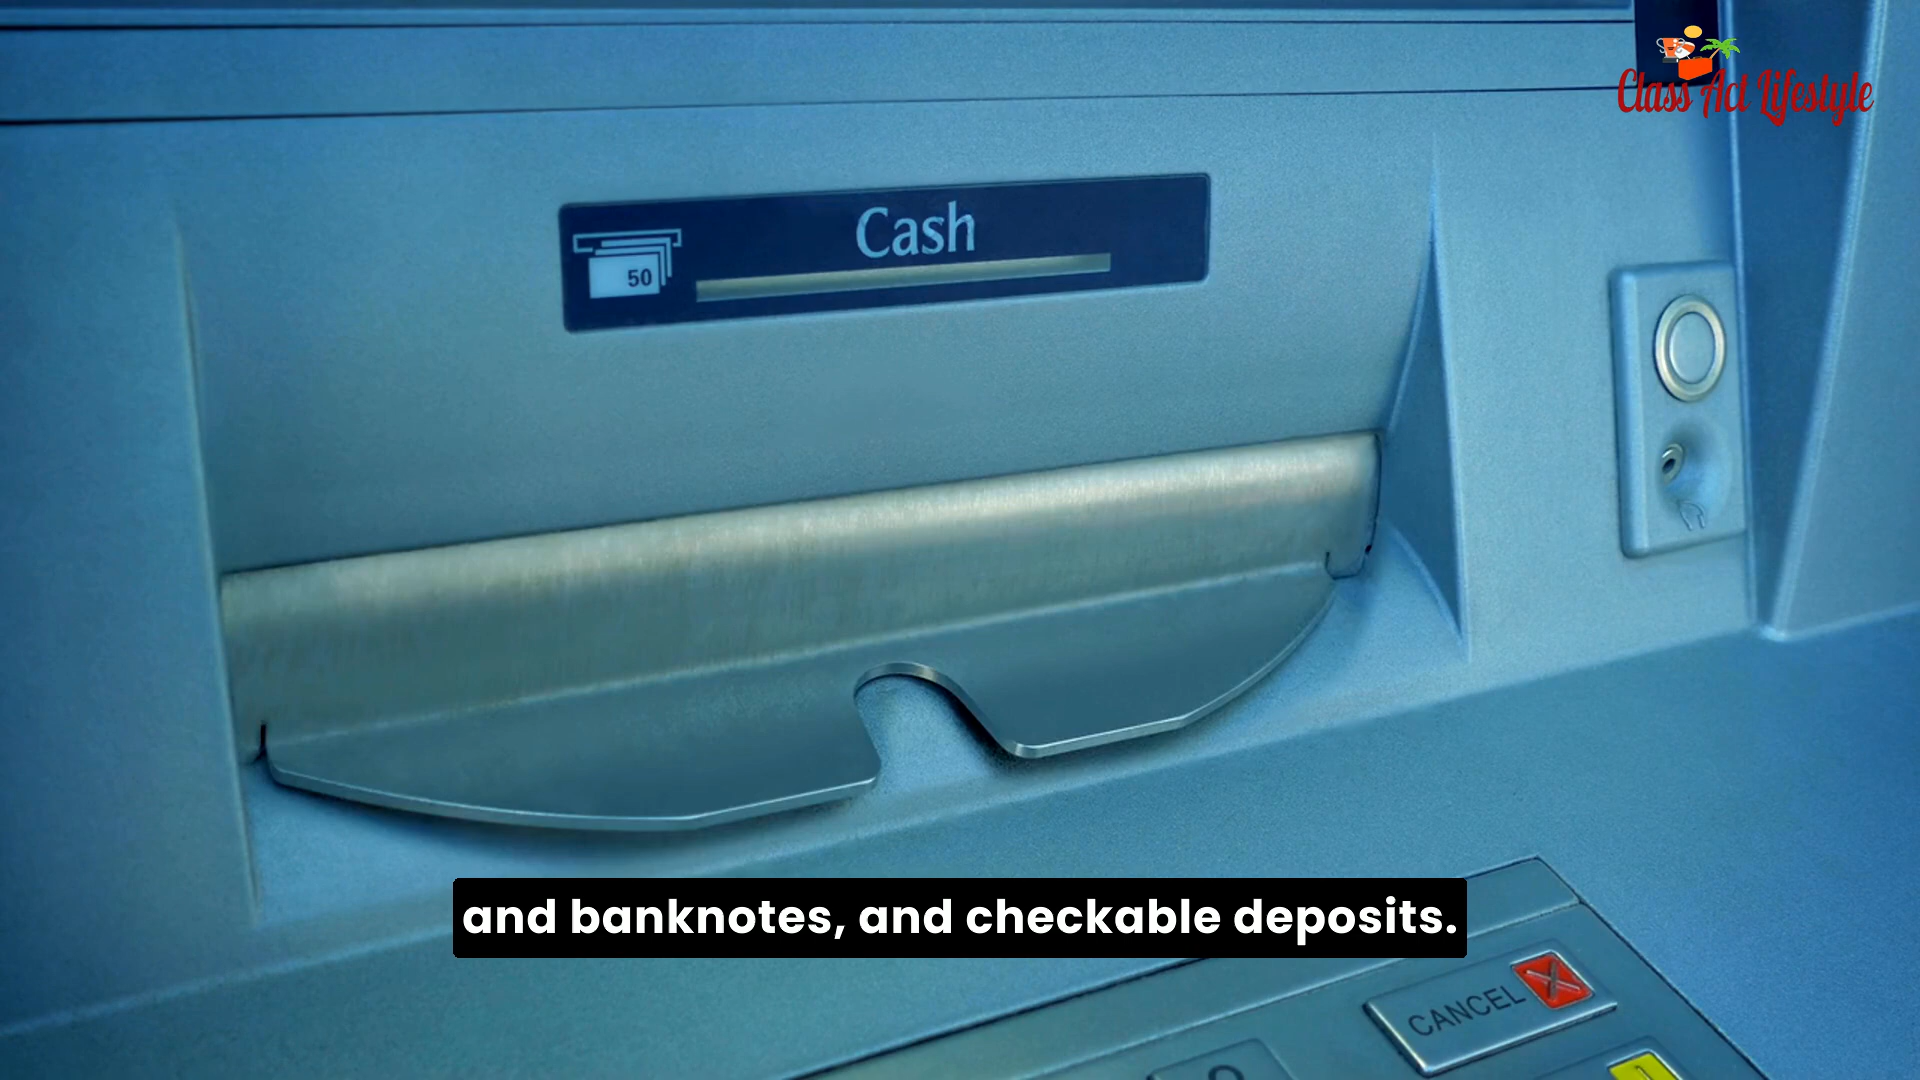 Class Act Lifestyle
Cash
50
and banknotes, and checkable deposits.
CANCEL